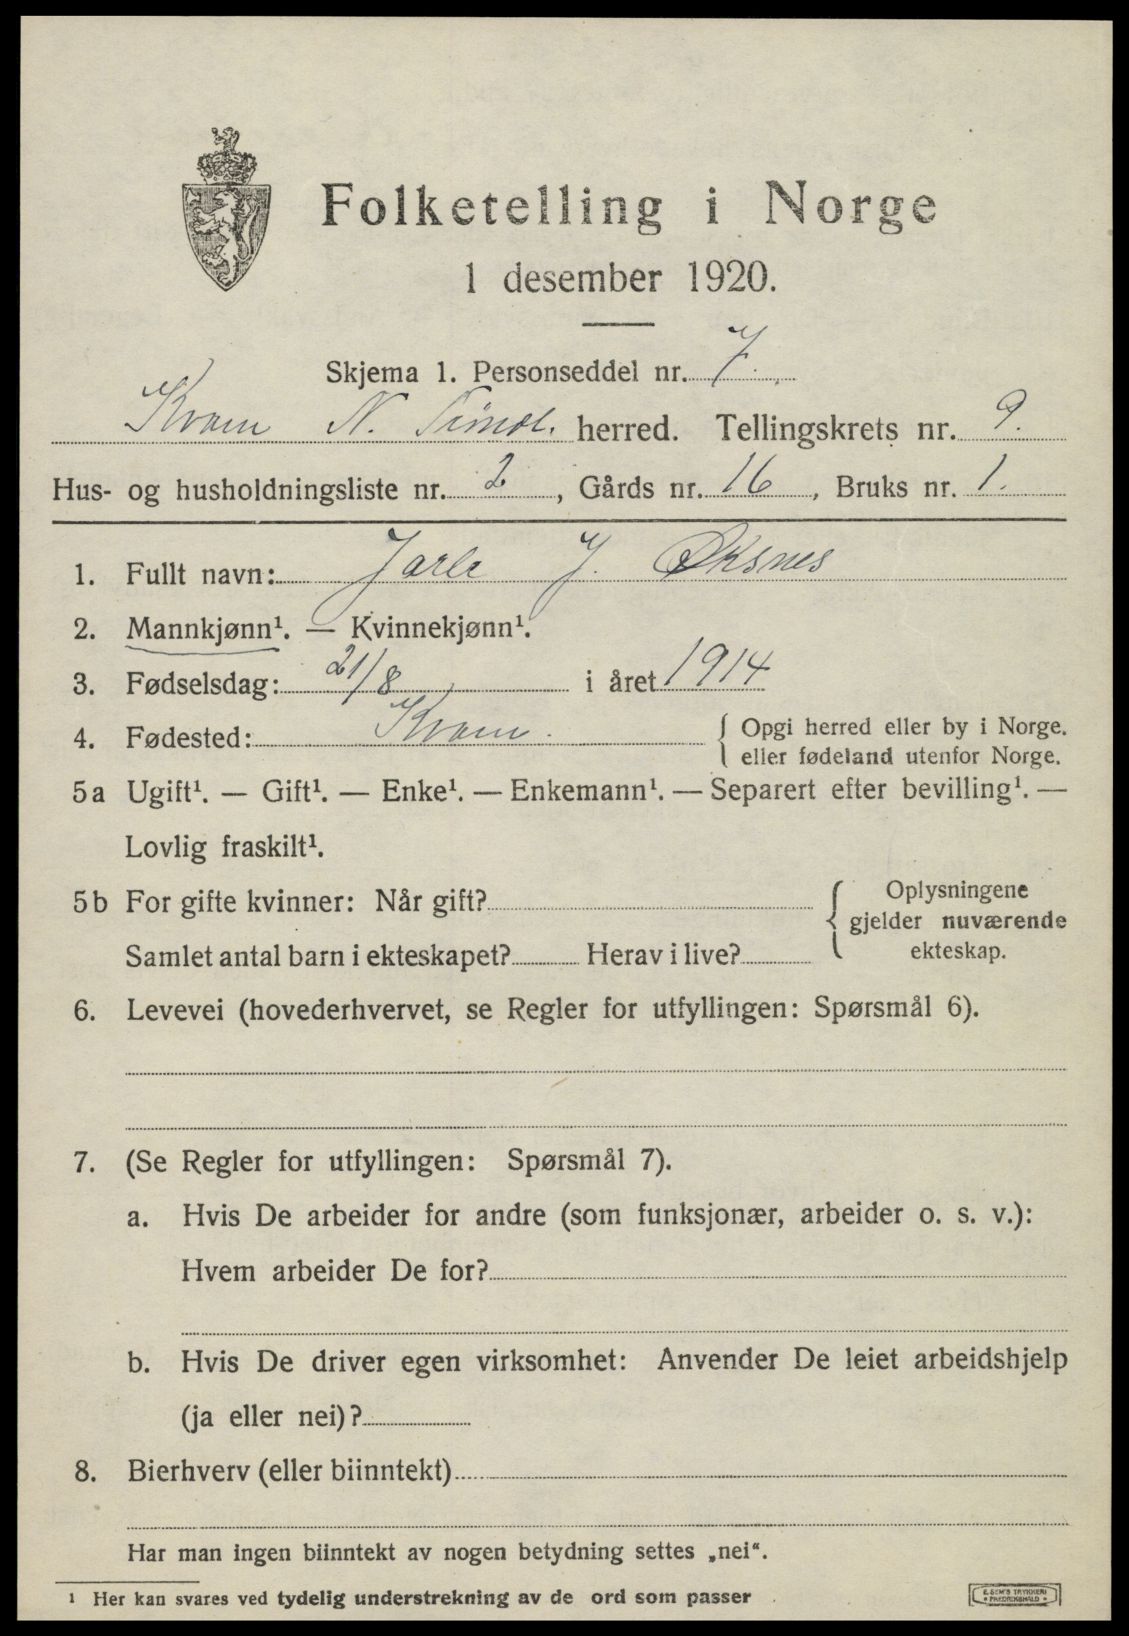 Folketelling i Norge
1 desember 1920.
Skjema 1. Personseddel nr. 7.
Kvam N. Trøndl. herred. Tellingskrets nr. 9.
Hus- og husholdningsliste nr. 2, Gårds nr. 16, Bruks nr. 1.
1. Fullt navn: Jarle J. Øksnes
2. Mannkjønn¹. — Kvinnekjønn¹.
3. Fødselsdag: 21/8 i året 1914
4. Fødested: Kvam. { Opgi herred eller by i Norge.
eller fødeland utenfor Norge.
5 a Ugift¹. — Gift¹. — Enke¹. — Enkemann¹. — Separert efter bevilling¹. —
Lovlig fraskilt¹.
5 b For gifte kvinner: Når gift? { Oplysningene
gjelder nuværende
Samlet antal barn i ekteskapet? Herav i live? ekteskap.
6. Levevei (hovederhvervet, se Regler for utfyllingen: Spørsmål 6).
7. (Se Regler for utfyllingen: Spørsmål 7).
a. Hvis De arbeider for andre (som funksjonær, arbeider o. s. v.):
Hvem arbeider De for?
b. Hvis De driver egen virksomhet: Anvender De leiet arbeidshjelp
(ja eller nei)?
8. Bierhverv (eller biinntekt)
Har man ingen biinntekt av nogen betydning settes „nei“.
¹ Her kan svares ved tydelig understrekning av de ord som passer
E. SEM'S TRYKKERI
• FREDRIKSHALD •